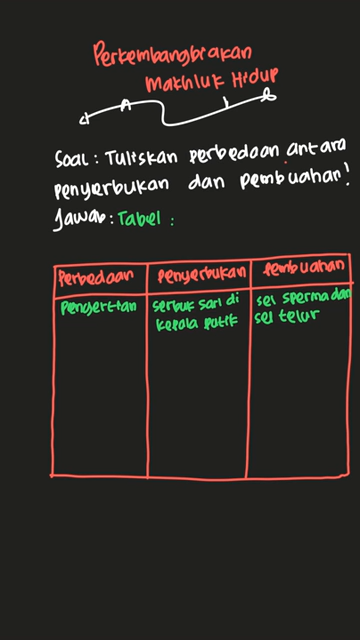 Perkembangbiakan
Makhluk Hidup
Soal : Tuliskan perbedaan antara
penyerbukan dan pembuahan!
Jawab : Tabel :
Perbedaan Penyerbukan Pembuahan
Pengertian serbuk sari di sel sperma dan
kepala putik sel telur